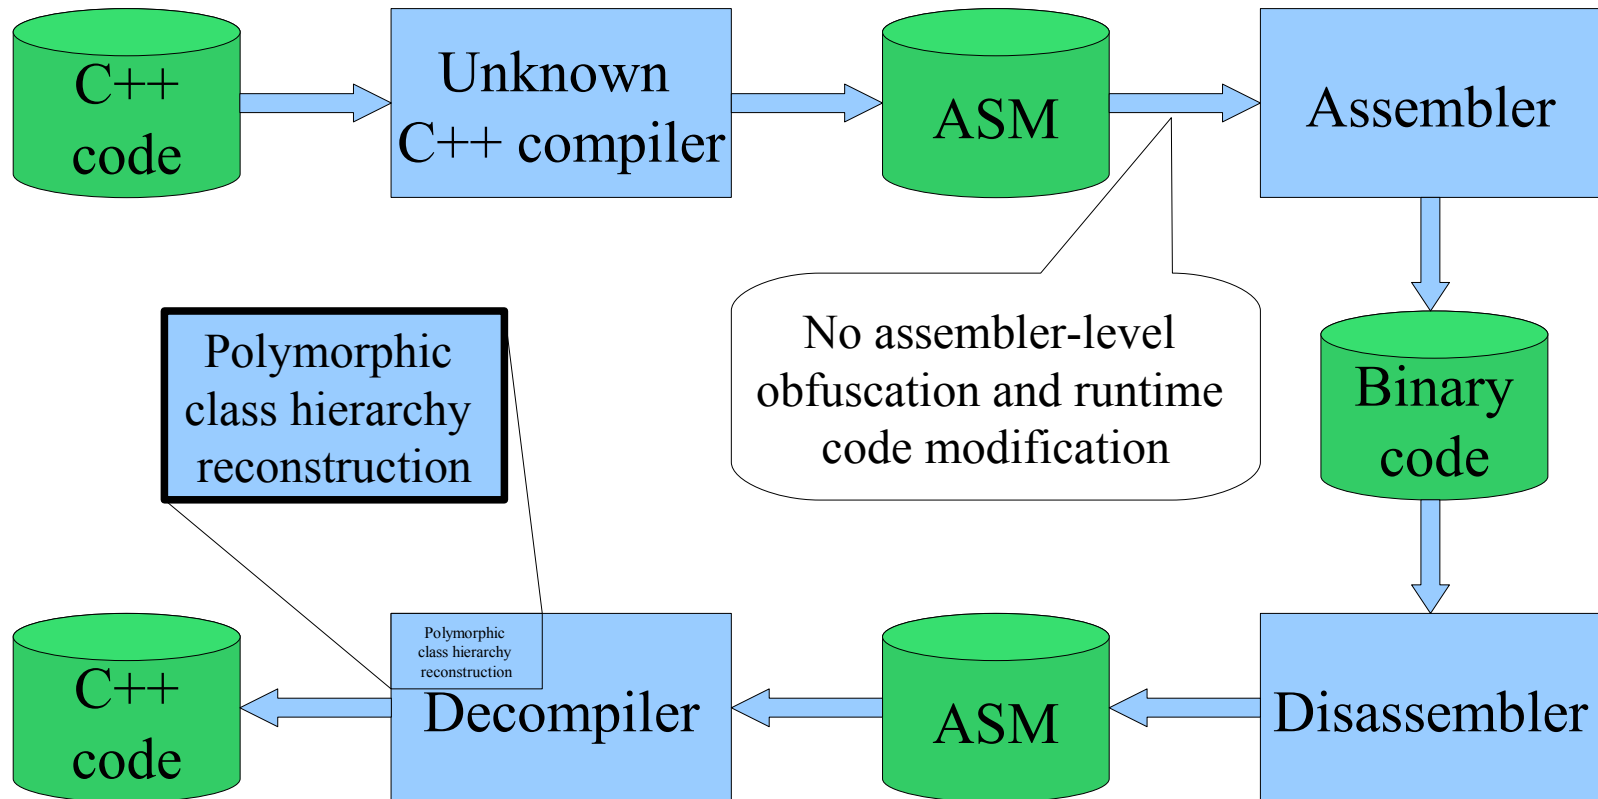 C++
code
Unknown
C++ compiler
ASM
Assembler
Polymorphic
class hierarchy
reconstruction
No assembler-level
obfuscation and runtime
code modification
Binary
code
C++
code
Polymorphic
class hierarchy
reconstruction
Decompiler
ASM
Disassembler